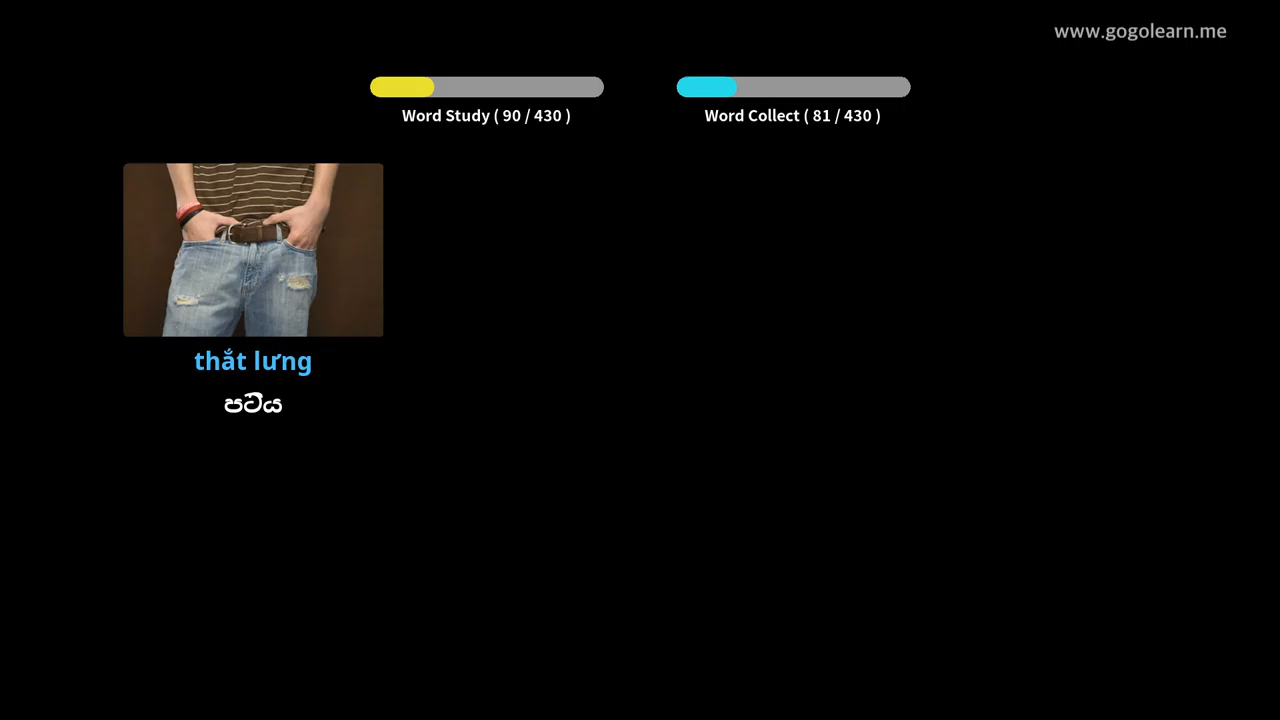 www.gogolearn.me
Word Study ( 90 / 430 )
Word Collect ( 81 / 430 )
thắt lưng
පටිය